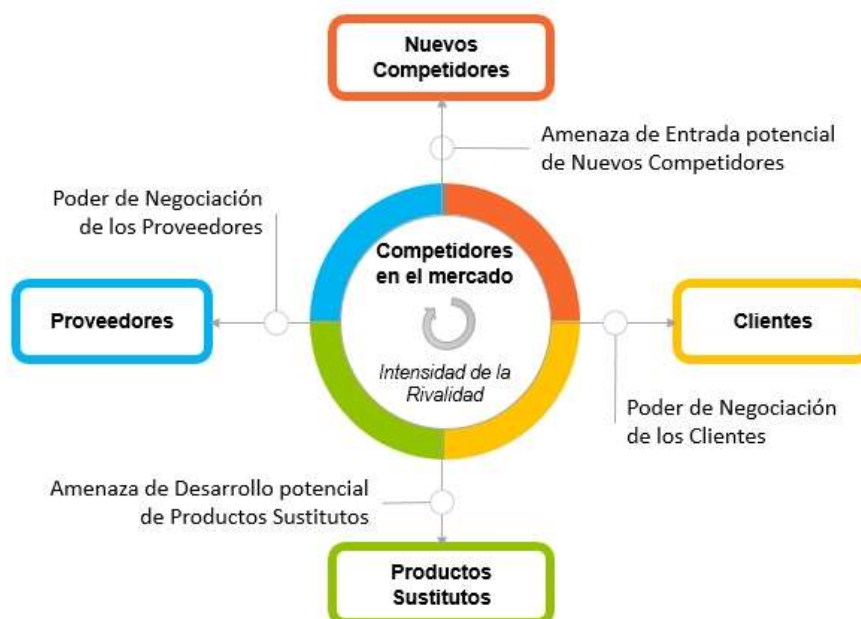 Nuevos
Competidores
Amenaza de Entrada potencial
de Nuevos Competidores
Poder de Negociación
de los Proveedores
Competidores
en el mercado
Proveedores
Clientes
Intensidad de la
Rivalidad
Poder de Negociación
de los Clientes
Amenaza de Desarrollo potencial
de Productos Sustitutos
Productos
Sustitutos